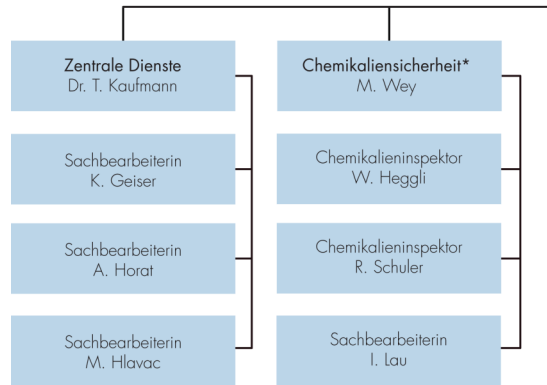 Zentrale Dienste
Dr. T. Kaufmann
Sachbearbeiterin
K. Geiser
Sachbearbeiterin
A. Horat
Sachbearbeiterin
M. Hlavac
Chemikaliensicherheit*
M. Wey
Chemikalieninspektor
W. Heggli
Chemikalieninspektor
R. Schuler
Sachbearbeiterin
I. Lau